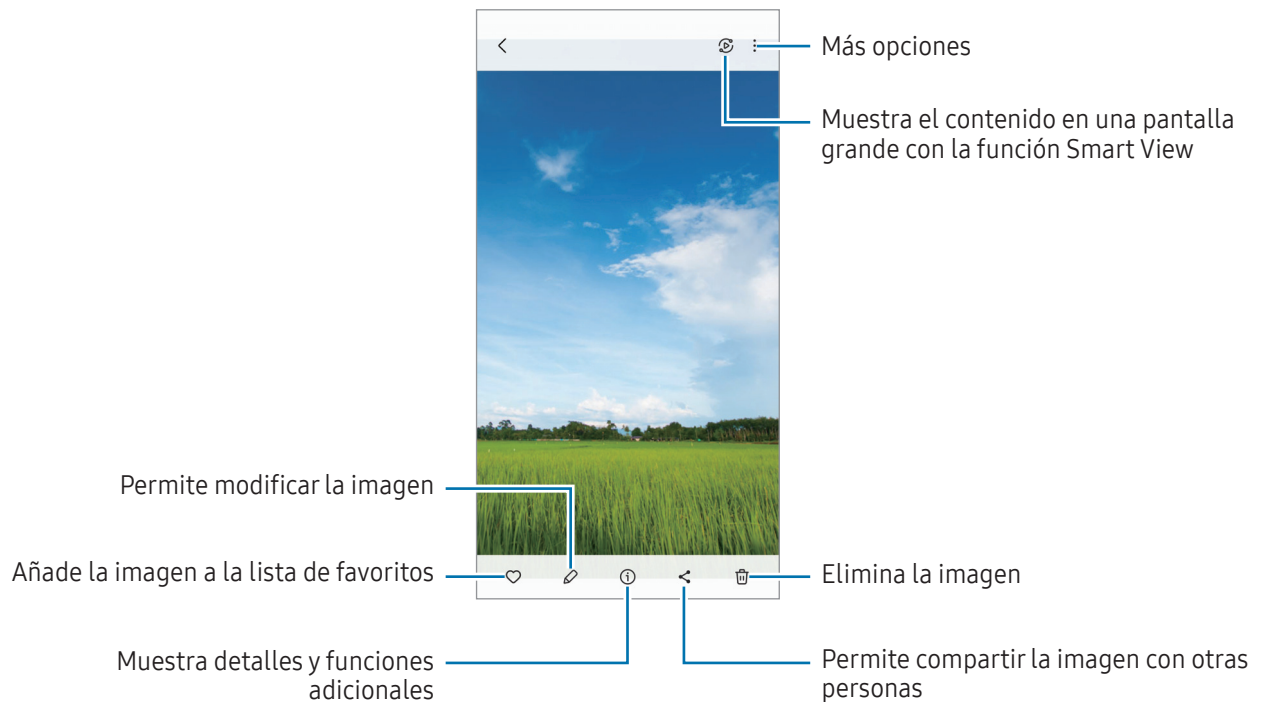 Más opciones
Muestra el contenido en una pantalla
grande con la función Smart View
Permite modificar la imagen
Añade la imagen a la lista de favoritos
Elimina la imagen
Muestra detalles y funciones
adicionales
Permite compartir la imagen con otras
personas